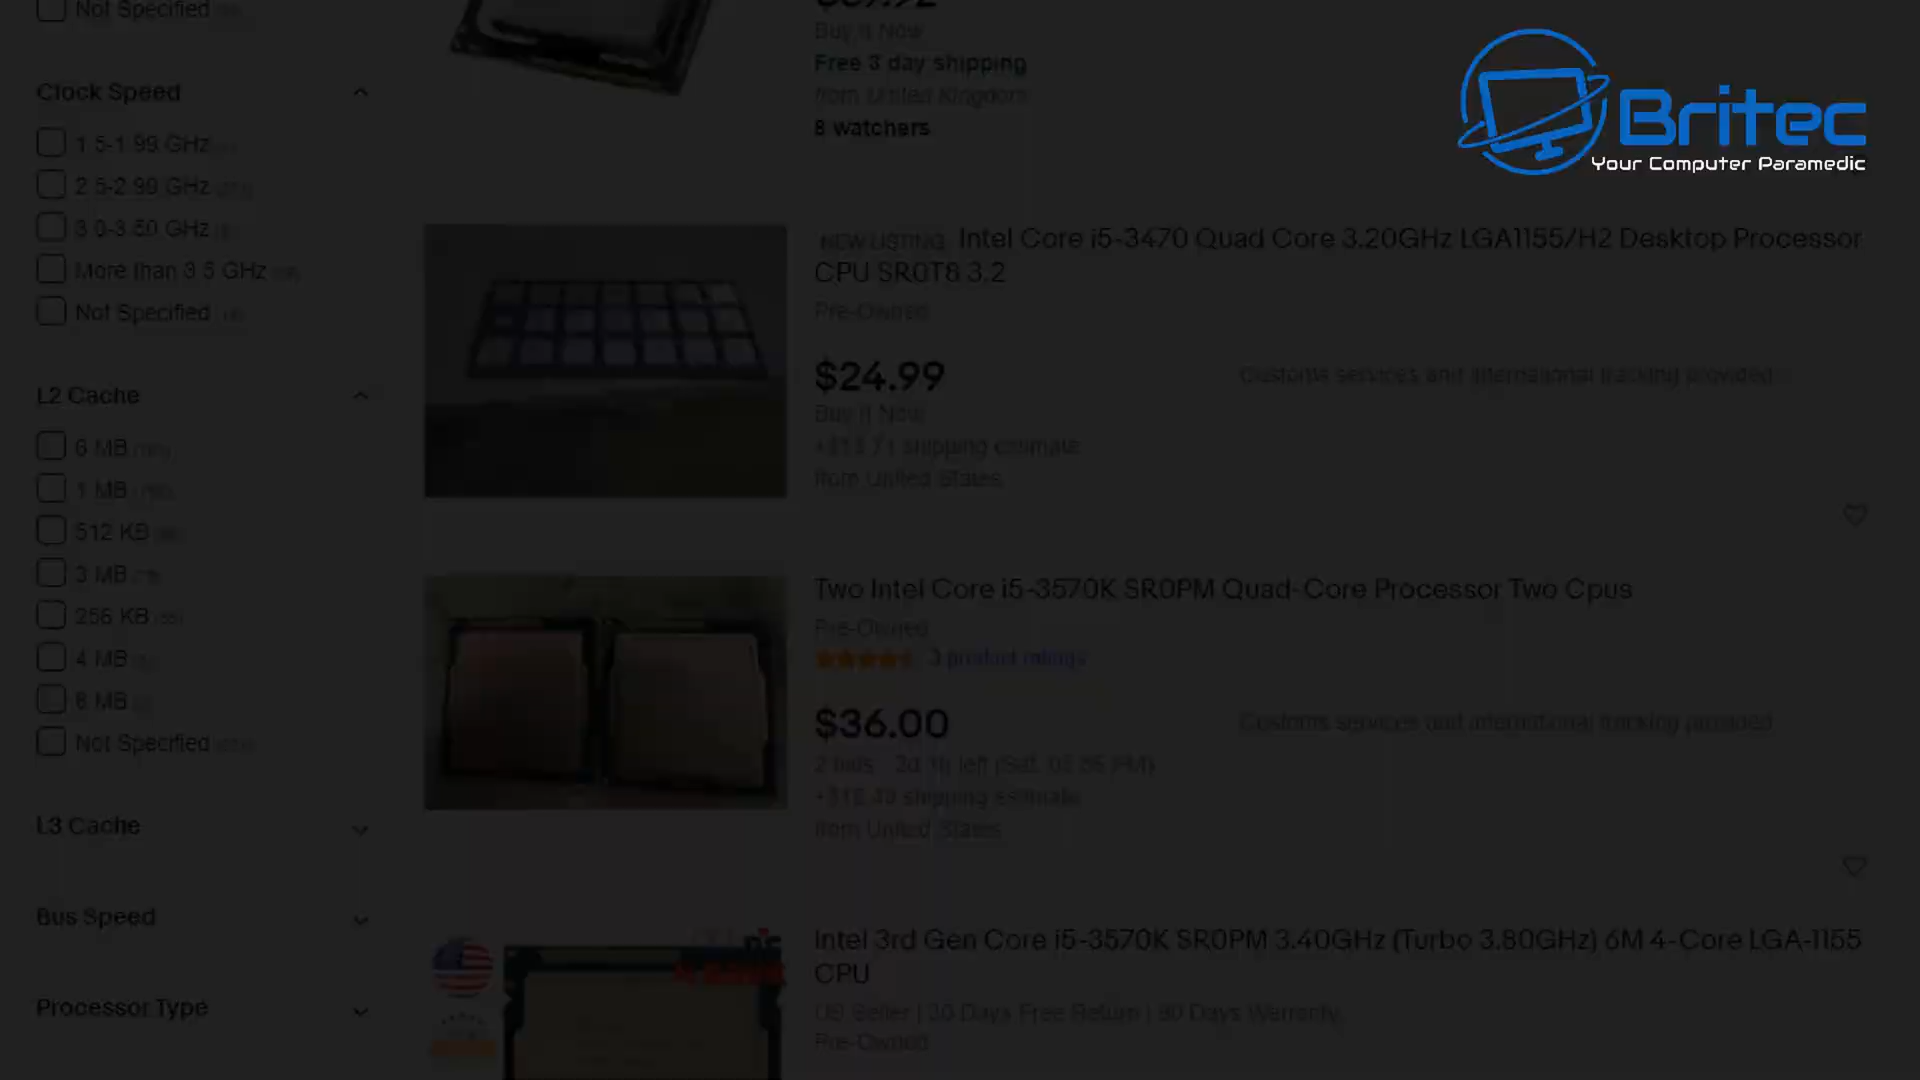 Not Specified
Clock Speed
1.5-1.99 GHz
2.5-2.99 GHz
3.0-3.50 GHz
More than 3.5 GHz
Not Specified
L2 Cache
6 MB
1 MB
512 KB
3 MB
256 KB
4 MB
8 MB
Not Specified
L3 Cache
Bus Speed
Processor Type
Buy It Now
Free 3 day shipping
from United Kingdom
8 watchers
NEW LISTING Intel Core i5-3470 Quad Core 3.20GHz LGA1155/H2 Desktop Processor
CPU SR0T8 3.2
Pre-Owned
$24.99
Customs services and international tracking provided
Buy It Now
shipping estimate
from United States
Two Intel Core i5-3570K SR0PM Quad-Core Processor Two Cpus
Pre-Owned
3 product ratings
$36.00
Customs services and international tracking provided
2 bids
shipping estimate
from United States
Intel 3rd Gen Core i5-3570K SR0PM 3.40GHz (Turbo 3.80GHz) 6M 4-Core LGA-1155
CPU
US Seller | 30 Days Free Return | 90 Days Warranty
Pre-Owned
Britec
Your Computer Paramedic